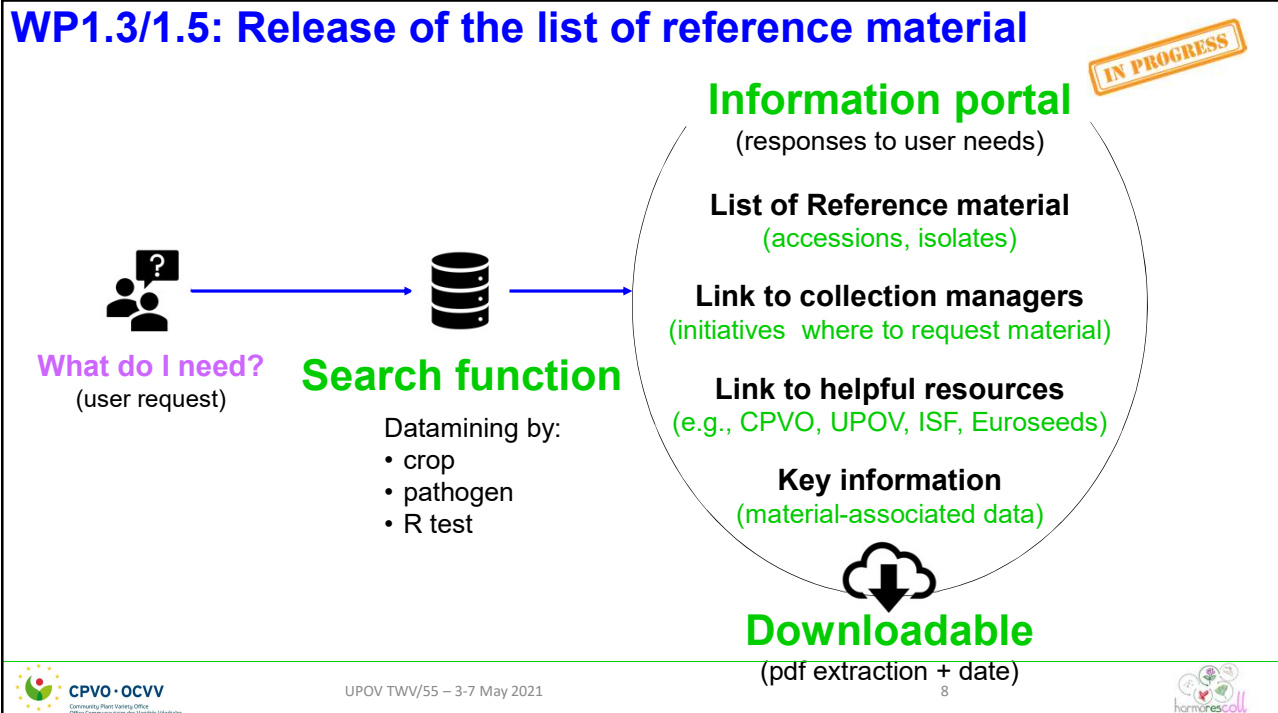 WP1.3/1.5: Release of the list of reference material
IN PROGRESS
Information portal
(responses to user needs)
List of Reference material
(accessions, isolates)
Link to collection managers
(initiatives where to request material)
Link to helpful resources
(e.g., CPVO, UPOV, ISF, Euroseeds)
Key information
(material-associated data)
Downloadable
(pdf extraction + date)
?
What do I need?
(user request)
Search function
Datamining by:
• crop
• pathogen
• R test
CPVO·OCVV
Community Plant Variety Office
UPOV TWV/55 – 3-7 May 2021
8
harmorescoll